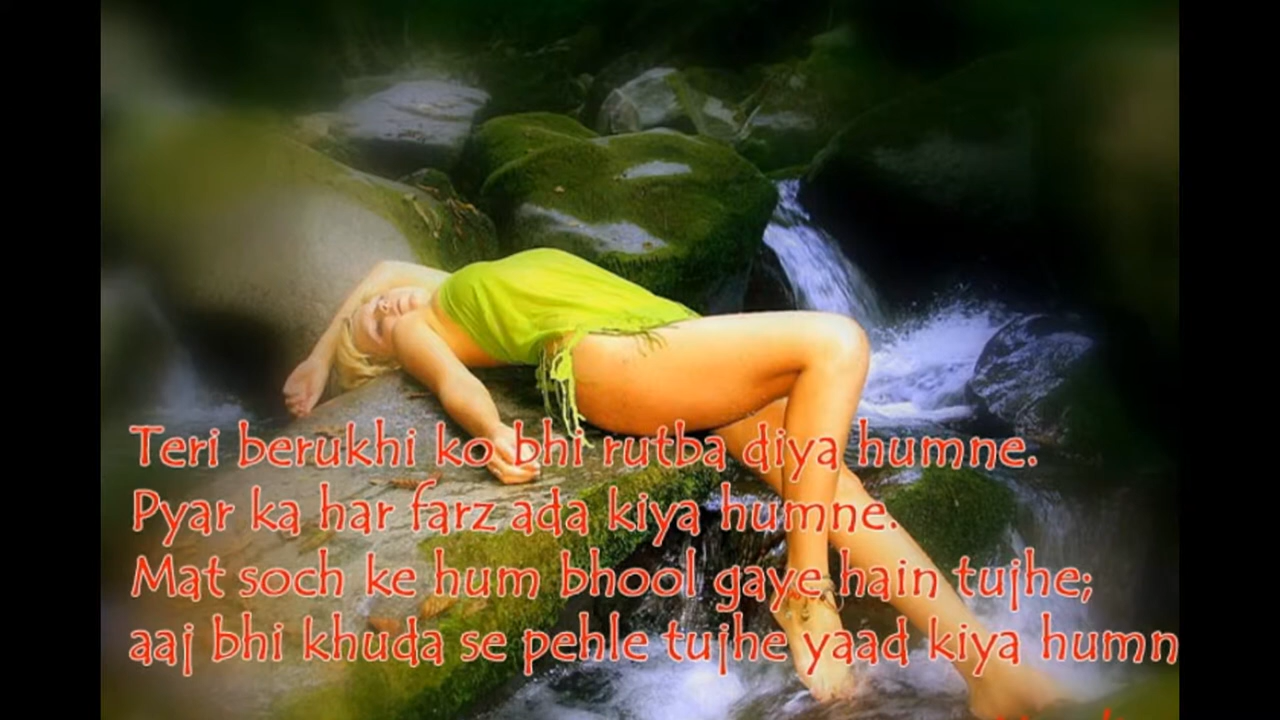 Teri berukhi ko bhi rutba diya humne.
Pyar ka har farz ada kiya humne.
Mat soch ke hum bhool gaye hain tujhe;
aaj bhi khuda se pehle tujhe yaad kiya humn